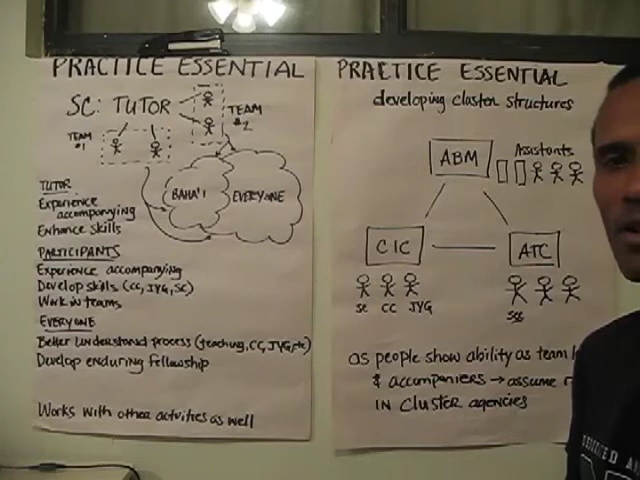 PRACTICE ESSENTIAL
SC: TUTOR
TEAM #1
TEAM #2
BAHA'I
EVERYONE
TUTOR
Experience accompanying
Enhance skills
PARTICIPANTS
Experience accompanying
Develop skills (CC, JYG, SC)
Work in teams
EVERYONE
Better understand process (teaching, CC, JYG, etc)
Develop enduring fellowship
Works with other activities as well
PRACTICE ESSENTIAL
developing cluster structures
ABM
Assistants
CIC
ATC
SC CC JYG
as people show ability as team
& accompaniers → assume
IN cluster agencies